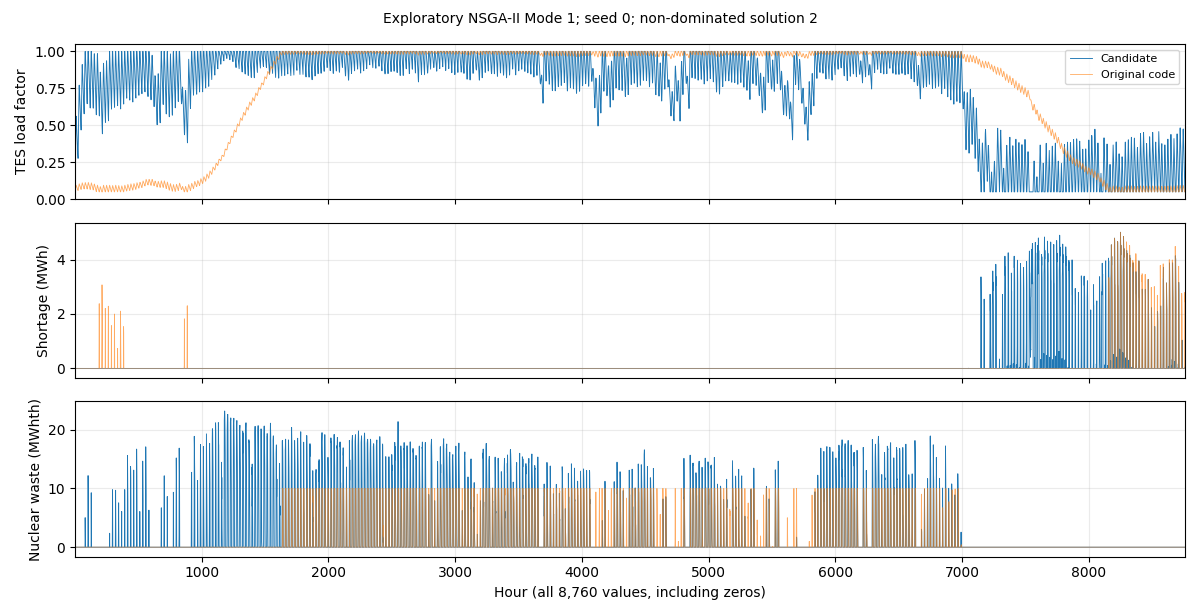 Exploratory NSGA-II Mode 1; seed 0; non-dominated solution 2
TES load factor
1.00
0.75
0.50
0.25
0.00
Candidate
Original code
Shortage (MWh)
4
2
0
Nuclear waste (MWhth)
20
10
0
1000 2000 3000 4000 5000 6000 7000 8000
Hour (all 8,760 values, including zeros)